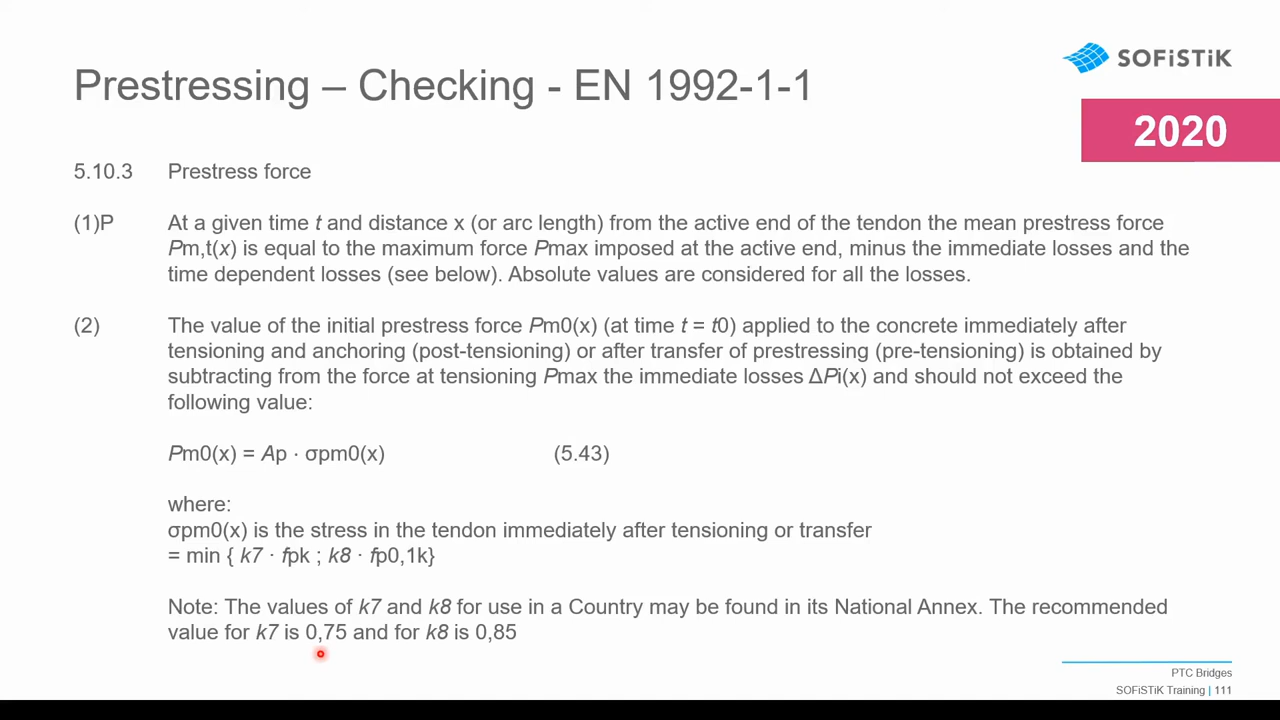 SOFiSTiK
Prestressing – Checking - EN 1992-1-1
2020
5.10.3 Prestress force
(1)P At a given time t and distance x (or arc length) from the active end of the tendon the mean prestress force
Pm,t(x) is equal to the maximum force Pmax imposed at the active end, minus the immediate losses and the
time dependent losses (see below). Absolute values are considered for all the losses.
(2) The value of the initial prestress force Pm0(x) (at time t = t0) applied to the concrete immediately after
tensioning and anchoring (post-tensioning) or after transfer of prestressing (pre-tensioning) is obtained by
subtracting from the force at tensioning Pmax the immediate losses ΔPi(x) and should not exceed the
following value:
Pm0(x) = Ap · σpm0(x) (5.43)
where:
σpm0(x) is the stress in the tendon immediately after tensioning or transfer
= min { k7 · fpk ; k8 · fp0,1k}
Note: The values of k7 and k8 for use in a Country may be found in its National Annex. The recommended
value for k7 is 0,75 and for k8 is 0,85
PTC Bridges
SOFiSTiK Training | 111